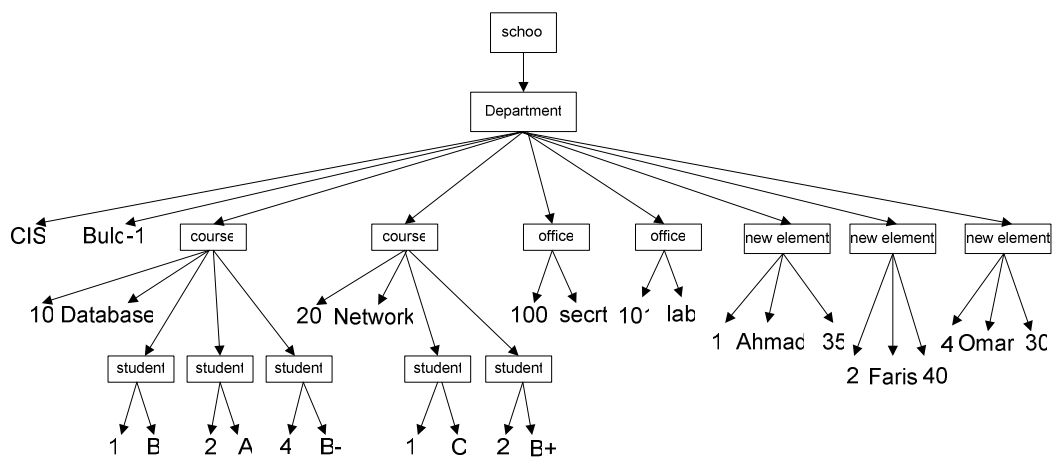 schoo
Department
CIS Bulc-1 course course office office new element new element new element
10 Database 20 Network 100 secrt 101 lab
1 Ahmad 35 4 Omar 30
student student student student student
2 Faris 40
1 B 2 A 4 B- 1 C 2 B+